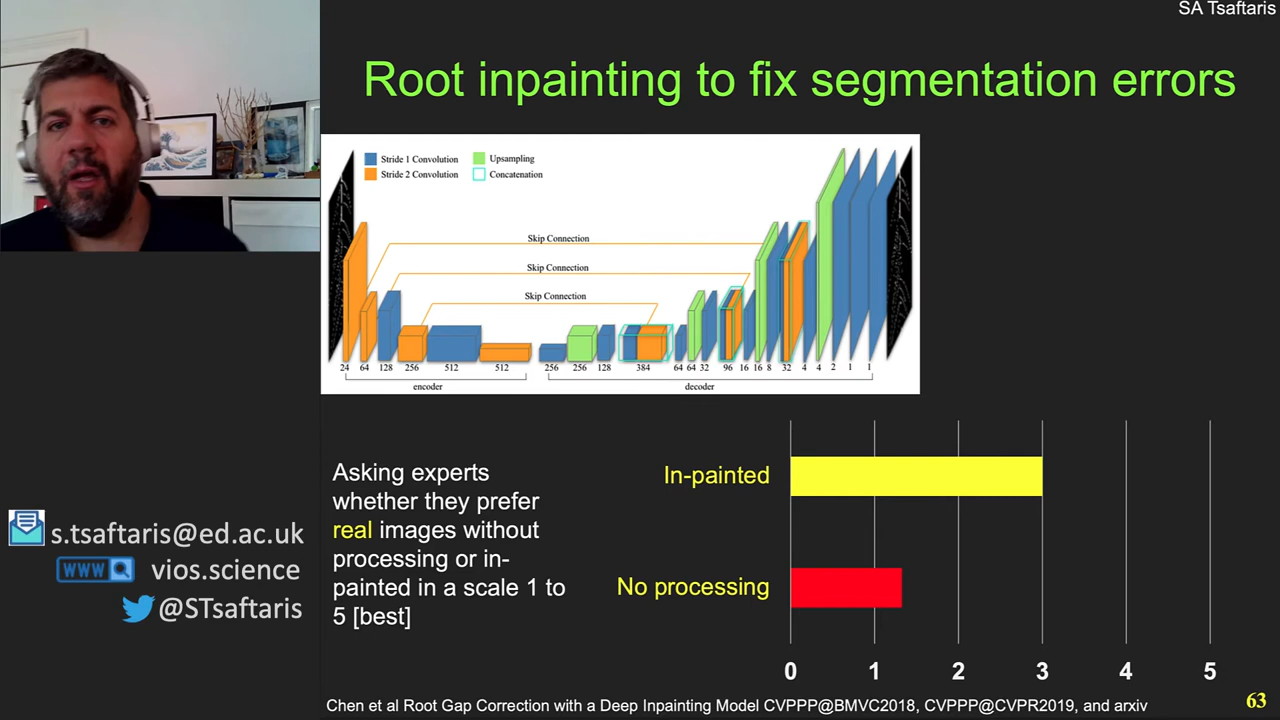 SA Tsaftaris
Root inpainting to fix segmentation errors
Stride 1 Convolution
Upsampling
Stride 2 Convolution
Concatenation
Skip Connection
Skip Connection
Skip Connection
24 64 128 256 512 512 256 256 128 384 64 64 32 96 16 16 8 32 4 4 2 1 1
encoder
decoder
Asking experts
whether they prefer
real images without
processing or in-
painted in a scale 1 to
5 [best]
In-painted
No processing
0 1 2 3 4 5
s.tsaftaris@ed.ac.uk
WWW vios.science
@STsaftaris
Chen et al Root Gap Correction with a Deep Inpainting Model CVPPP@BMVC2018, CVPPP@CVPR2019, and arxiv
63